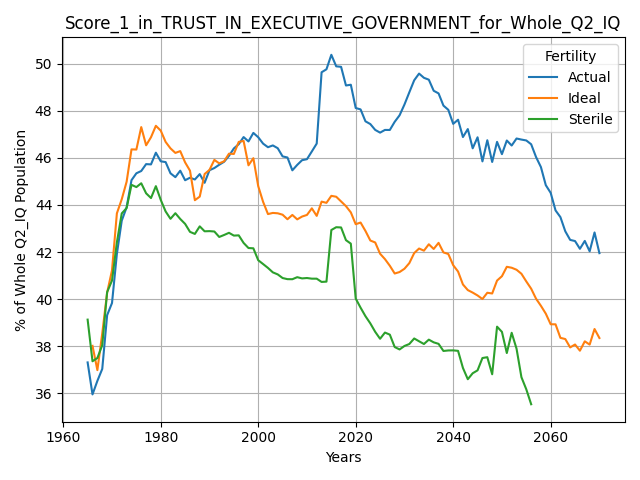 Score_1_in_TRUST_IN_EXECUTIVE_GOVERNMENT_for_Whole_Q2_IQ
Fertility
Actual
Ideal
Sterile
% of Whole Q2_IQ Population
50
48
46
44
42
40
38
36
1960
1980
2000
2020
2040
2060
Years